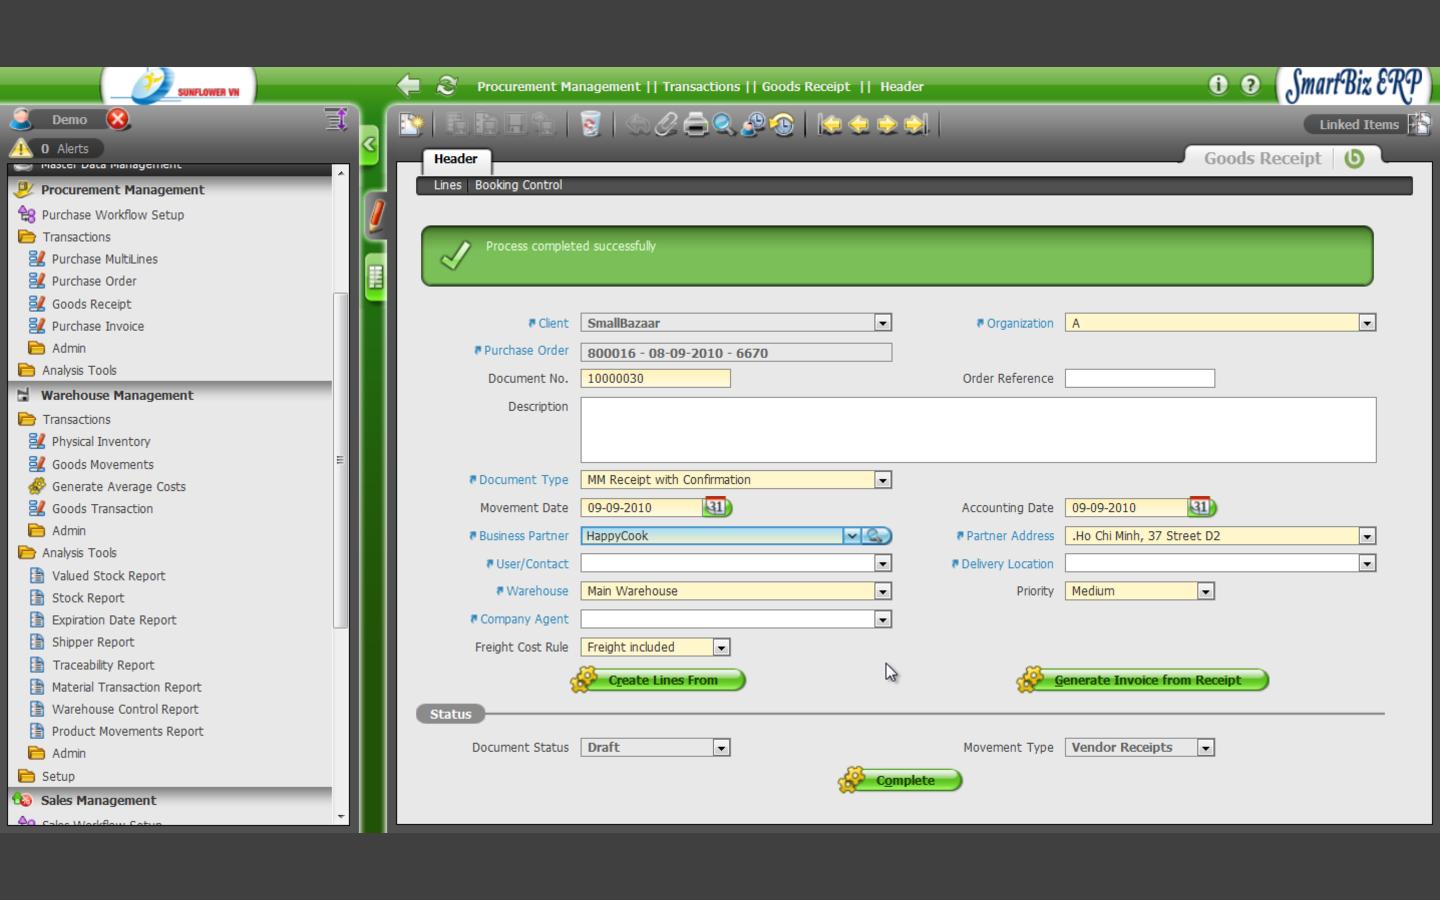 SUNFLOWER VN
Procurement Management || Transactions || Goods Receipt || Header
SmartBiz ERP
Demo
Linked Items
0 Alerts
Header
Goods Receipt
Master Data Management
Lines Booking Control
Procurement Management
Purchase Workflow Setup
Transactions
Purchase MultiLines
Purchase Order
Goods Receipt
Purchase Invoice
Admin
Analysis Tools
Warehouse Management
Transactions
Physical Inventory
Goods Movements
Generate Average Costs
Goods Transaction
Admin
Analysis Tools
Valued Stock Report
Stock Report
Expiration Date Report
Shipper Report
Traceability Report
Material Transaction Report
Warehouse Control Report
Product Movements Report
Admin
Setup
Sales Management
Sales Workflow Setup
Process completed successfully
Client SmallBazaar Organization A
Purchase Order 800016 - 08-09-2010 - 6670
Document No. 10000030 Order Reference
Description
Document Type MM Receipt with Confirmation
Movement Date 09-09-2010 31 Accounting Date 09-09-2010 31
Business Partner HappyCook Partner Address .Ho Chi Minh, 37 Street D2
User/Contact Delivery Location
Warehouse Main Warehouse Priority Medium
Company Agent
Freight Cost Rule Freight included
Create Lines From Generate Invoice from Receipt
Status
Document Status Draft Movement Type Vendor Receipts
Complete